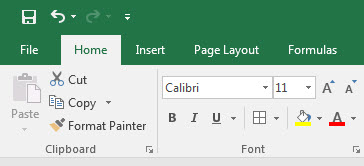 File Home Insert Page Layout Formulas
Cut
Copy
Format Painter
Paste
Clipboard
Calibri 11 A A
B I U A
Font